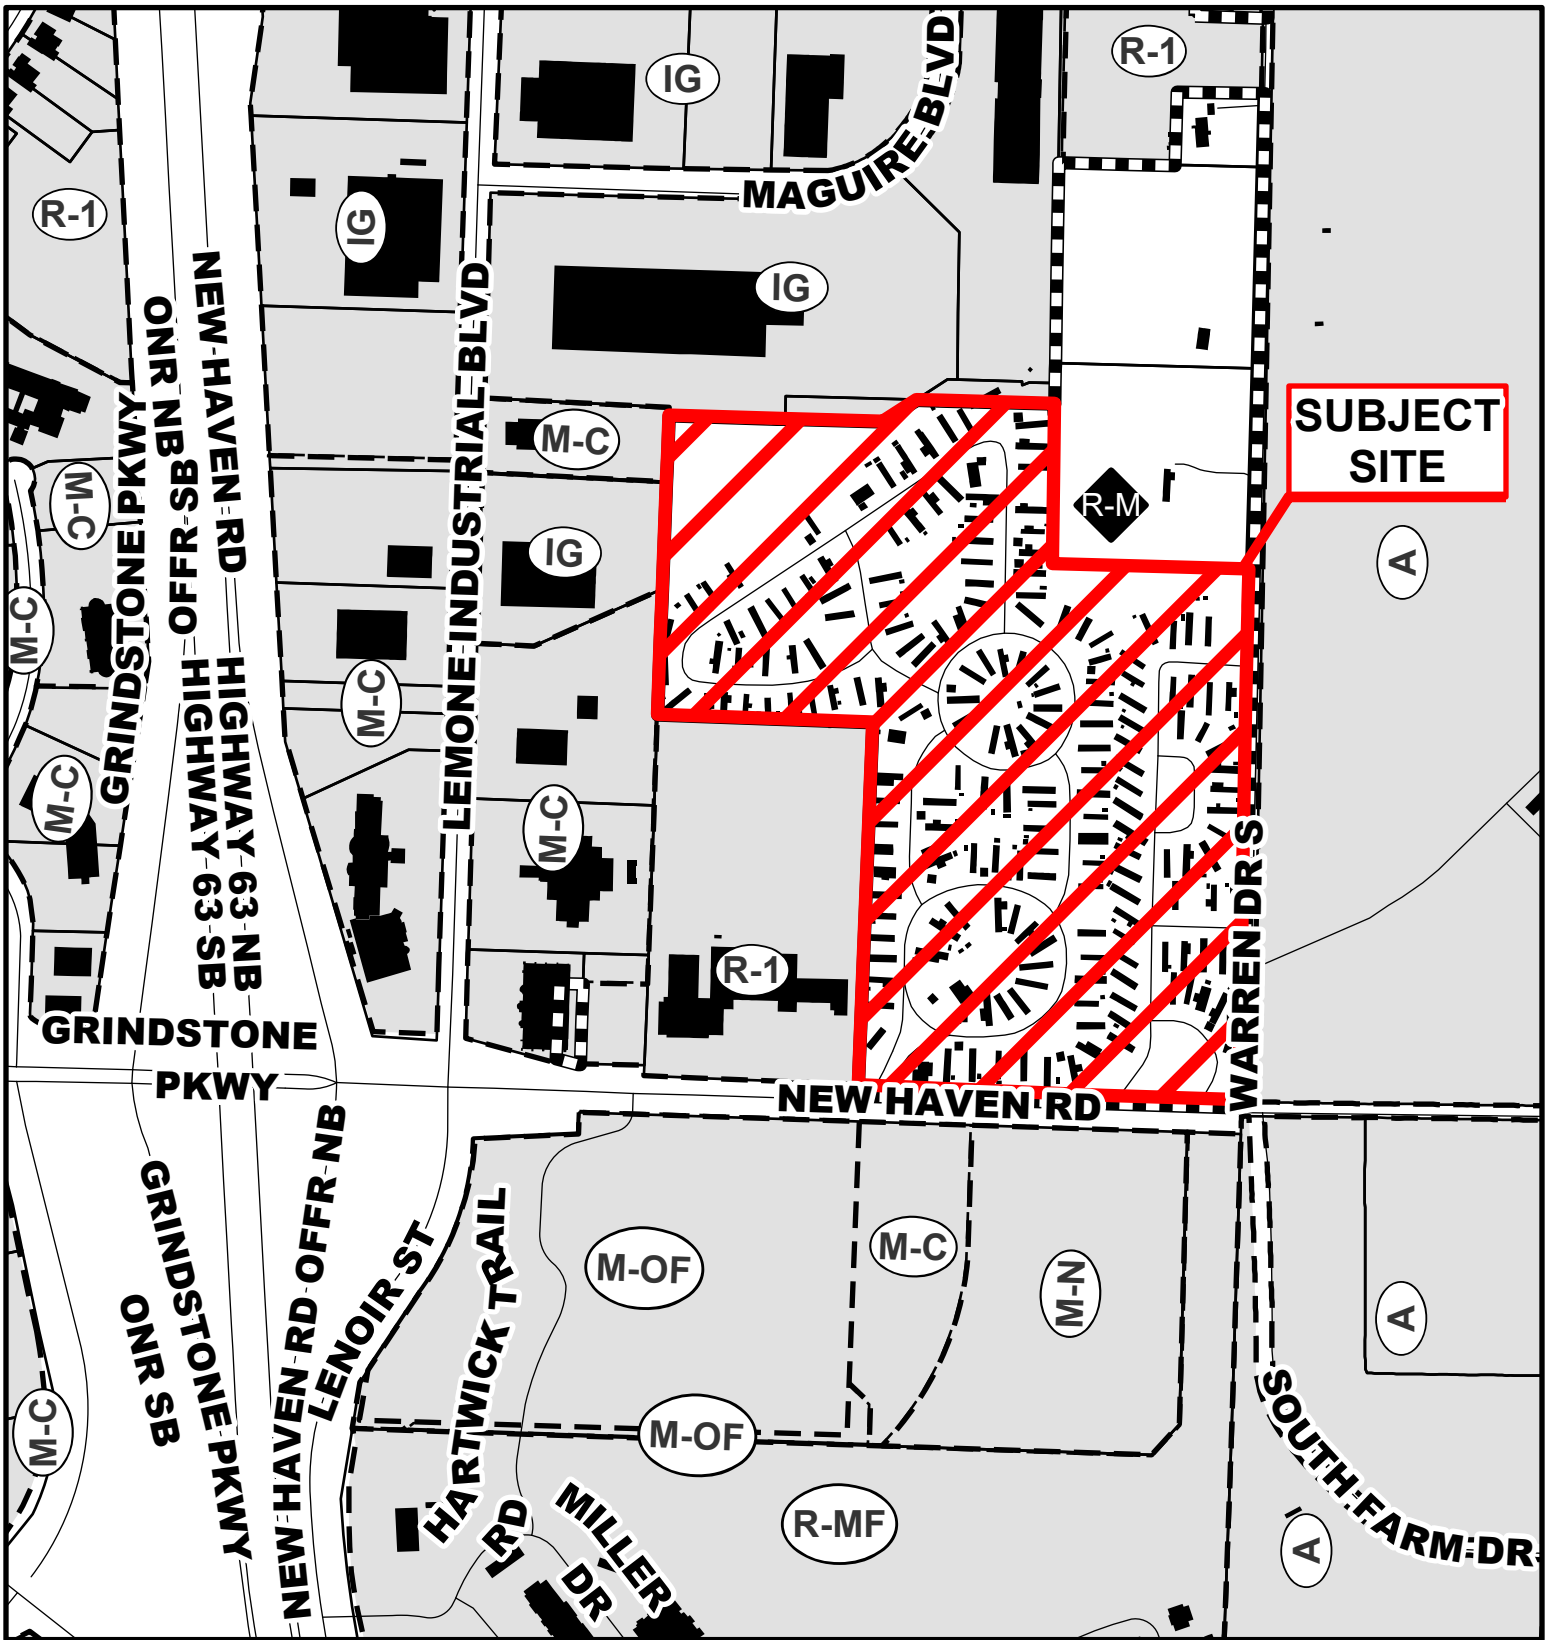 R-1
IG
MAGUIRE BLVD
R-1
IG
IG
NEW HAVEN RD
ONR NB
OFFR SB
GRINDSTONE PKWY
LEMONE INDUSTRIAL BLVD
M-C
M-C
IG
R-M
SUBJECT
SITE
A
M-C
M-C
M-C
M-C
HIGHWAY 63 SB
HIGHWAY 63 NB
R-1
WARREN DR S
GRINDSTONE
PKWY
NEW HAVEN RD
GRINDSTONE PKWY
ONR SB
NEW HAVEN RD OFFR NB
LENOIR ST
HARTWICK TRAIL
M-OF
M-C
M-N
A
M-C
M-OF
R-MF
SOUTH FARM DR
A
RD
MILLER
DR